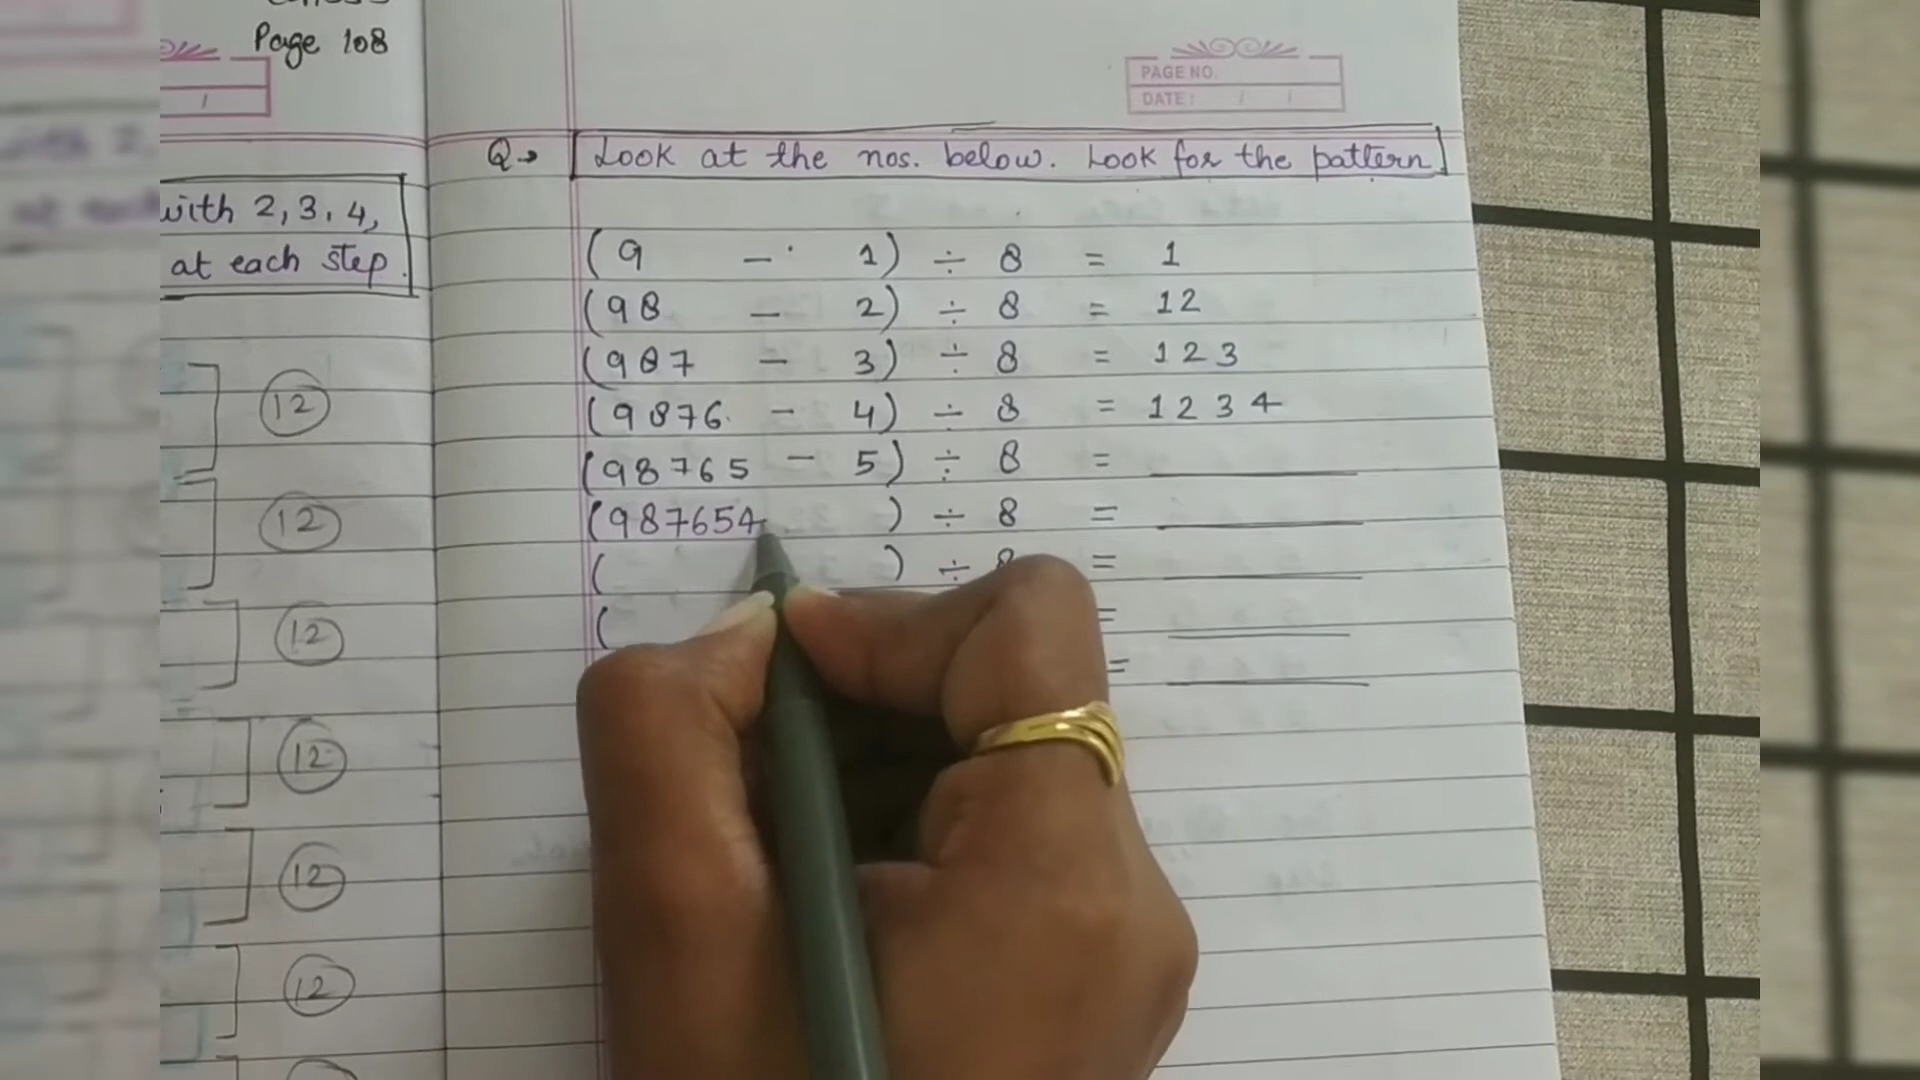 Page 108
with 2, 3, 4,
at each step.
12
12
12
12
12
12
PAGE NO.
DATE: / /
Q→ Look at the nos. below. Look for the pattern
(9 - 1) ÷ 8 = 1
(98 - 2) ÷ 8 = 12
(987 - 3) ÷ 8 = 123
(9876 - 4) ÷ 8 = 1234
(98765 - 5) ÷ 8 =
(987654 ) ÷ 8 =
( ) ÷ 8 =
( =
=